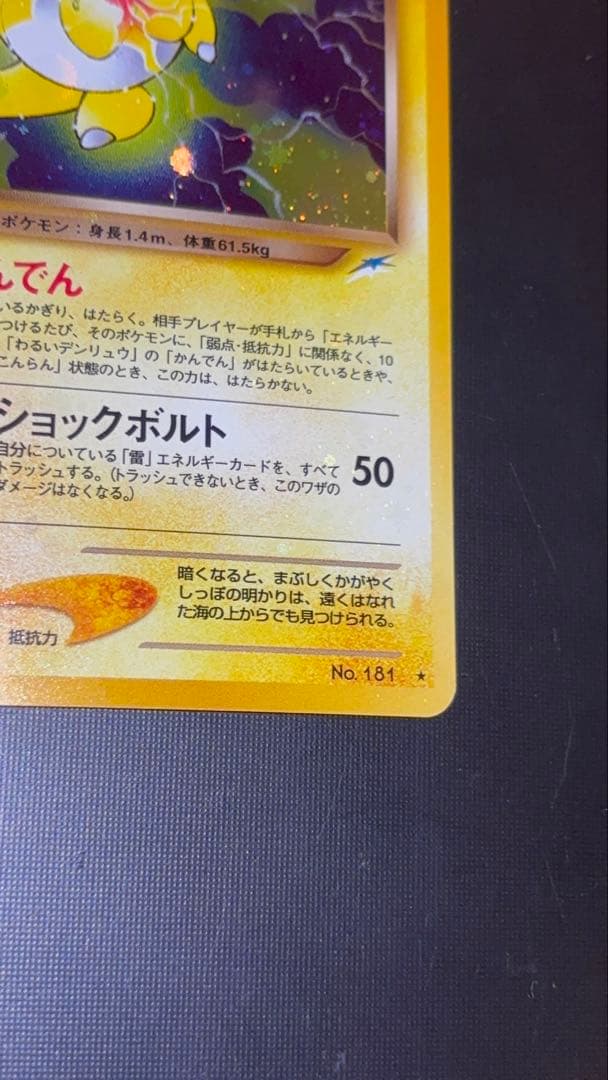 ポケモン：身長1.4m、体重61.5kg
んでん
いるかぎり、はたらく。相手プレイヤーが手札から「エネルギー
つけるたび、そのポケモンに、「弱点・抵抗力」に関係なく、10
「わるいデンリュウ」の「かんでん」がはたらいているときや、
こんらん」状態のとき、この力は、はたらかない。
ショックボルト
自分についている「雷」エネルギーカードを、すべて
トラッシュする。（トラッシュできないとき、このワザの
ダメージはなくなる。）
50
暗くなると、まぶしくかがやく
しっぽの明かりは、遠くはなれ
た海の上からでも見つけられる。
抵抗力
No. 181 ★